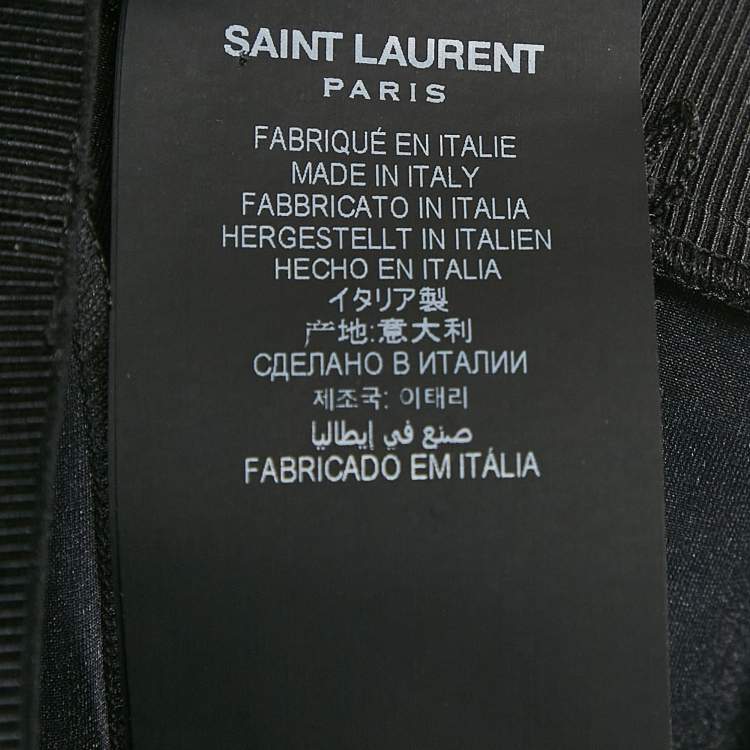 SAINT LAURENT
PARIS
FABRIQUÉ EN ITALIE
MADE IN ITALY
FABBRICATO IN ITALIA
HERGESTELLT IN ITALIEN
HECHO EN ITALIA
イタリア製
产地:意大利
СДЕЛАНО В ИТАЛИИ
제조국: 이태리
صنع في إيطاليا
FABRICADO EM ITÁLIA